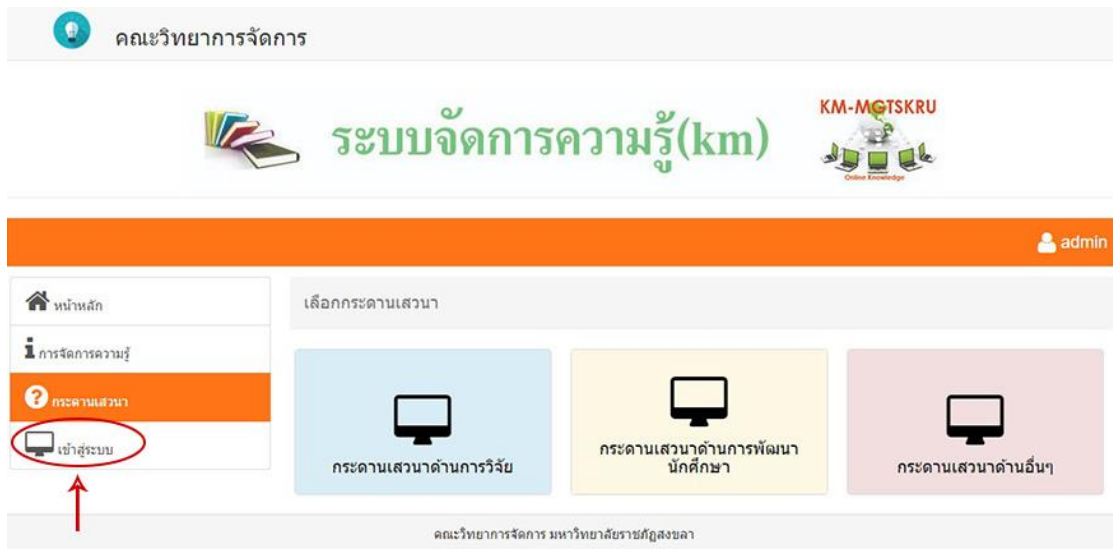 คณะวิทยาการจัดการ
ระบบจัดการความรู้(km)
KM-MGTSKRU
Online Knowledge
admin
หน้าหลัก
การจัดการความรู้
กระดานเสวนา
เข้าสู่ระบบ
เลือกกระดานเสวนา
กระดานเสวนาด้านการวิจัย
กระดานเสวนาด้านการพัฒนา
นักศึกษา
กระดานเสวนาด้านอื่นๆ
คณะวิทยาการจัดการ มหาวิทยาลัยราชภัฏสงขลา